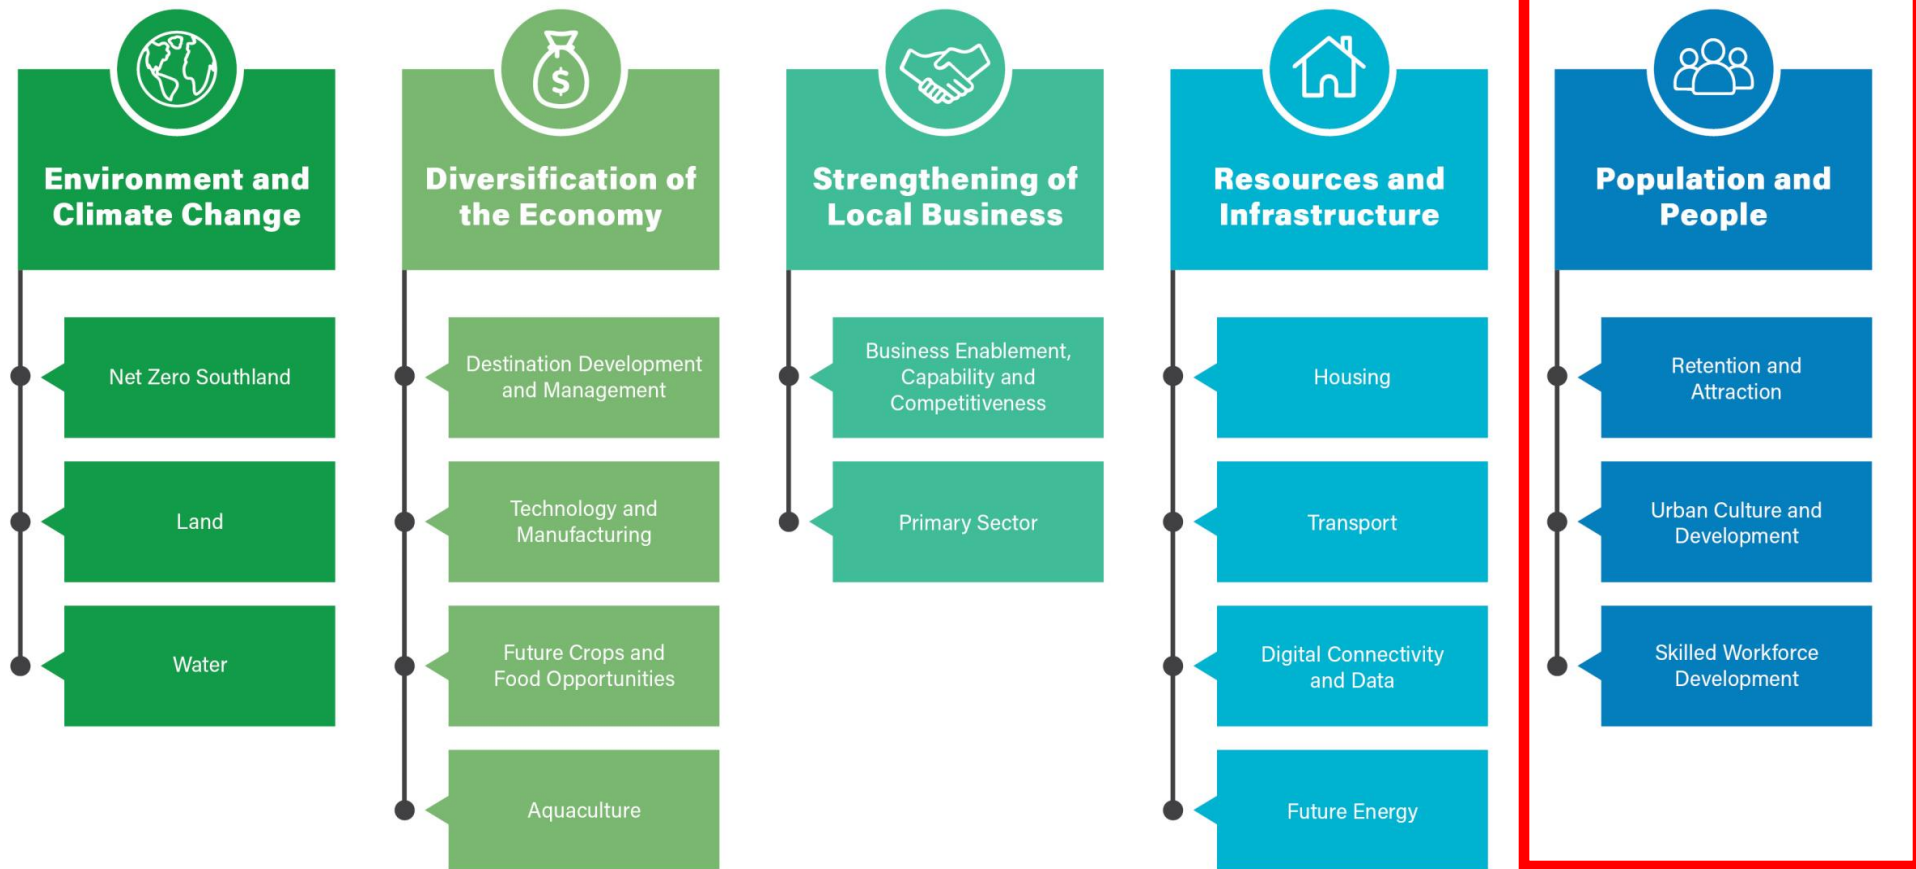 Environment and
Climate Change
Net Zero Southland
Land
Water
$
Diversification of
the Economy
Destination Development
and Management
Technology and
Manufacturing
Future Crops and
Food Opportunities
Aquaculture
Strengthening of
Local Business
Business Enablement,
Capability and
Competitiveness
Primary Sector
Resources and
Infrastructure
Housing
Transport
Digital Connectivity
and Data
Future Energy
Population and
People
Retention and
Attraction
Urban Culture and
Development
Skilled Workforce
Development